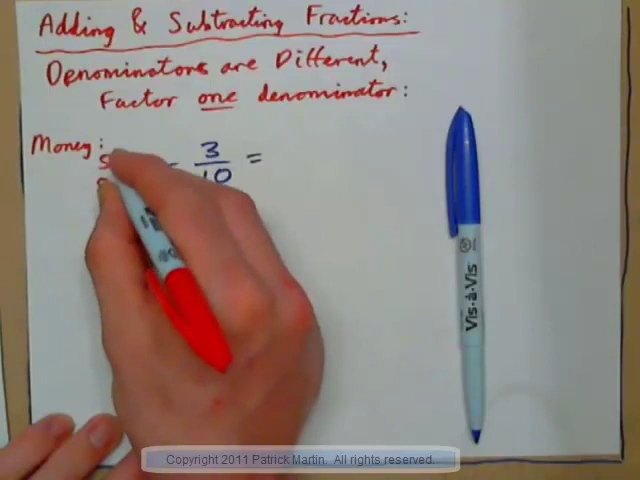 Adding & Subtracting Fractions:
Denominators are Different,
Factor one denominator:
Money:
- 3/10 =
Vis-à-Vis
Copyright 2011 Patrick Martin. All rights reserved.